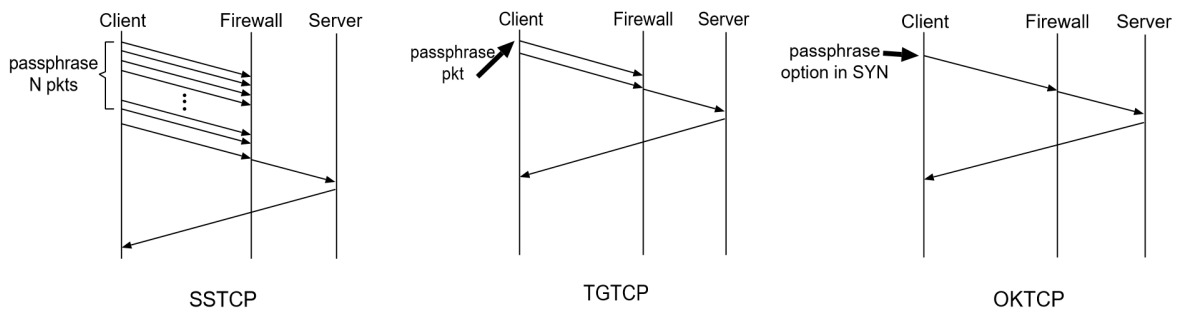 Client Firewall Server
passphrase
N pkts
SSTCP
Client Firewall Server
passphrase
pkt
TGTCP
Client Firewall Server
passphrase
option in SYN
OKTCP